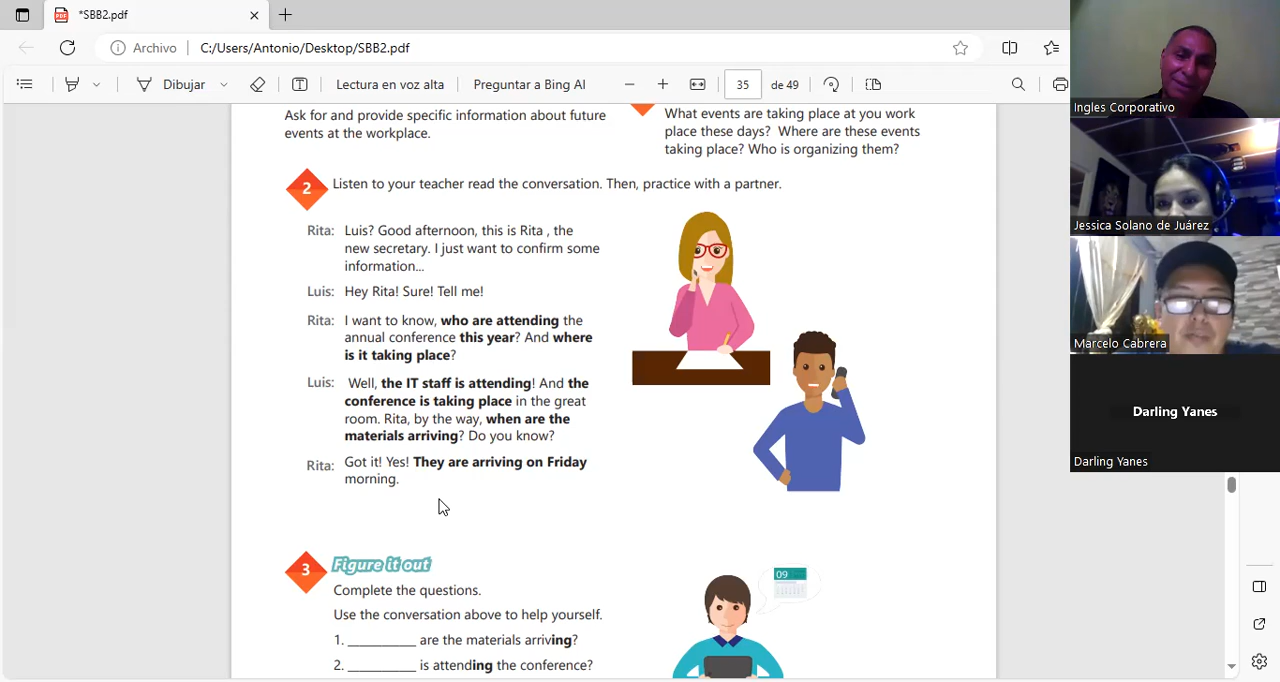 *SBB2.pdf
Archivo
C:/Users/Antonio/Desktop/SBB2.pdf
Dibujar
Lectura en voz alta
Preguntar a Bing AI
35
de 49
Ask for and provide specific information about future
events at the workplace.
What events are taking place at you work
place these days? Where are these events
taking place? Who is organizing them?
2
Listen to your teacher read the conversation. Then, practice with a partner.
Rita: Luis? Good afternoon, this is Rita , the
new secretary. I just want to confirm some
information...
Luis: Hey Rita! Sure! Tell me!
Rita: I want to know, who are attending the
annual conference this year? And where
is it taking place?
Luis: Well, the IT staff is attending! And the
conference is taking place in the great
room. Rita, by the way, when are the
materials arriving? Do you know?
Rita: Got it! Yes! They are arriving on Friday
morning.
3
Figure it out
Complete the questions.
Use the conversation above to help yourself.
1. __________ are the materials arriving?
2. __________ is attending the conference?
09
Ingles Corporativo
Jessica Solano de Juárez
Marcelo Cabrera
Darling Yanes
Darling Yanes